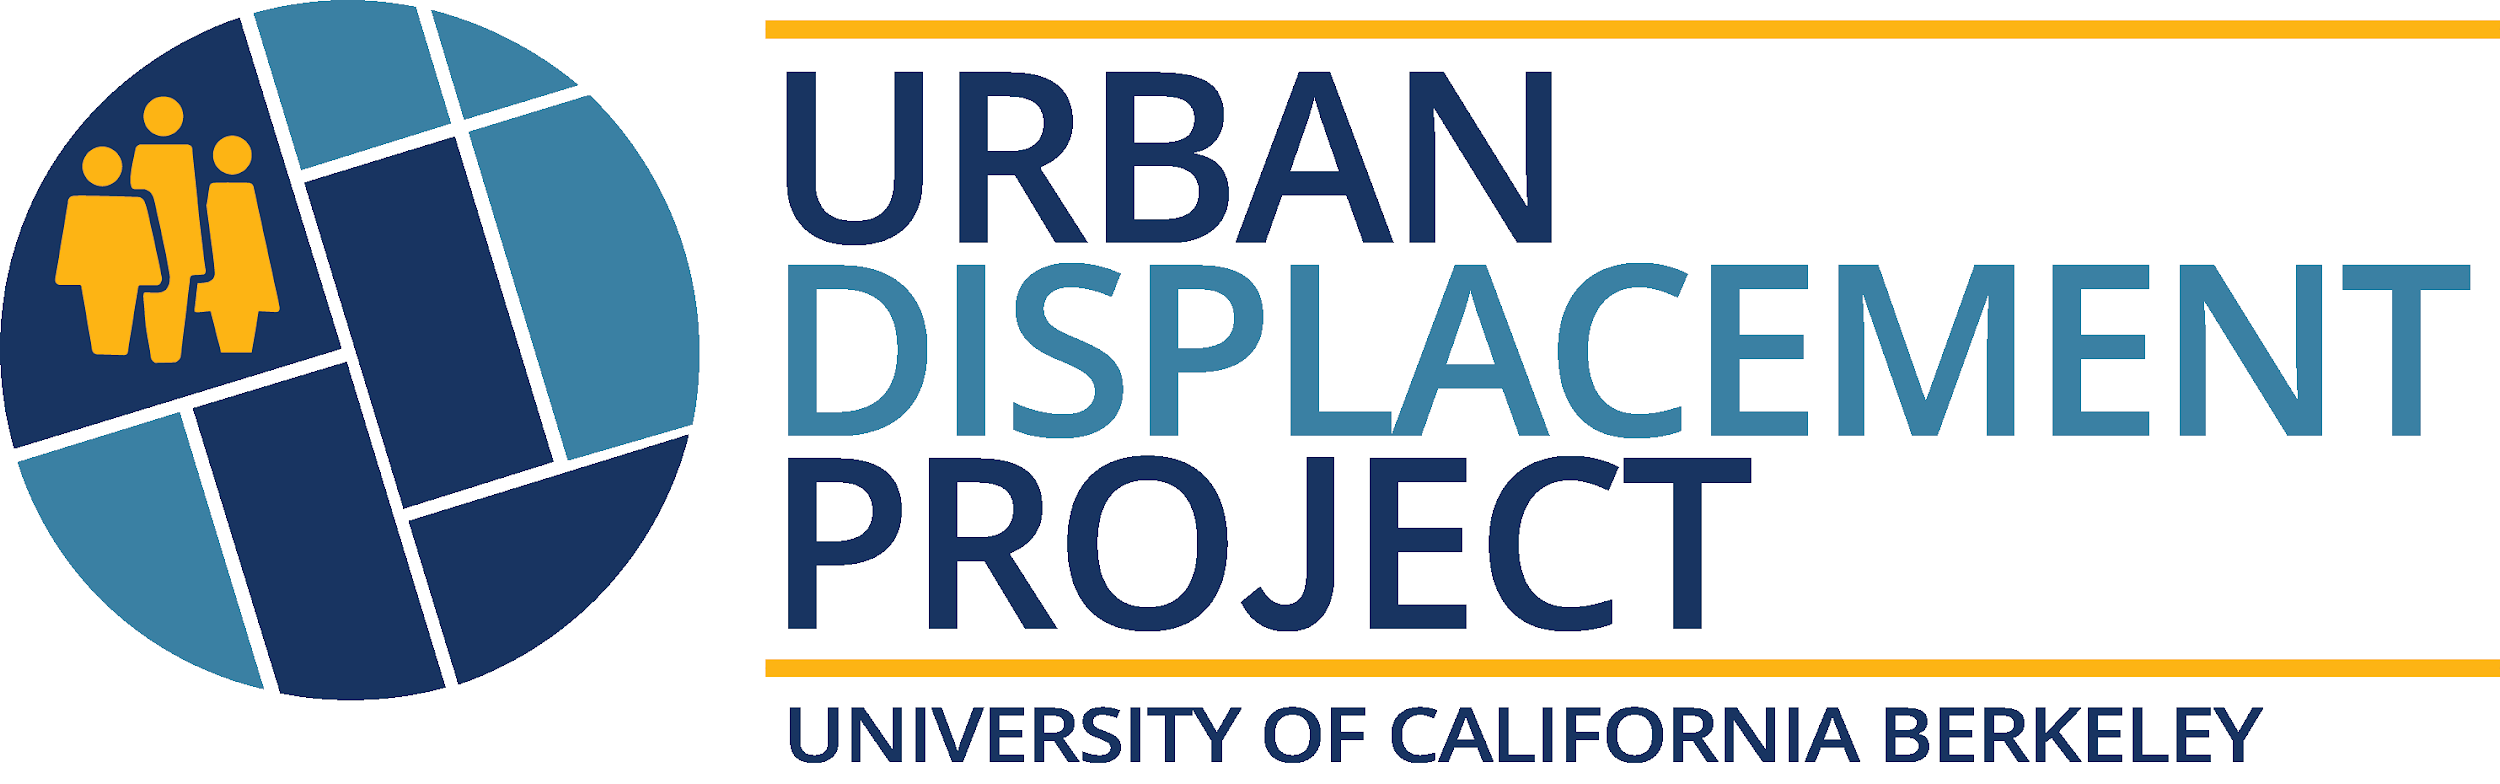 URBAN
DISPLACEMENT
PROJECT
UNIVERSITY OF CALIFORNIA BERKELEY